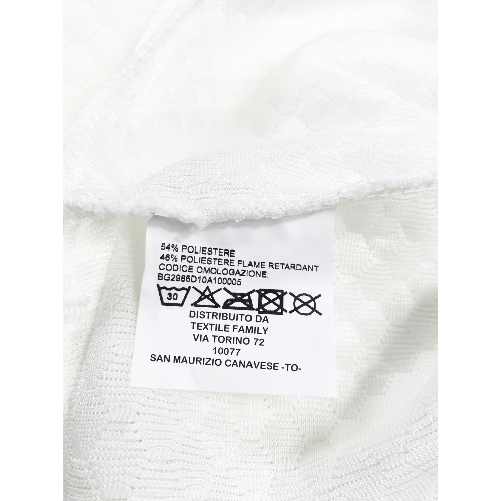 54% POLIESTERE
46% POLIESTERE FLAME RETARDANT
CODICE OMOLOGAZIONE:
BG2986D10A100005
30
DISTRIBUITO DA
TEXTILE FAMILY
VIA TORINO 72
10077
SAN MAURIZIO CANAVESE -TO-